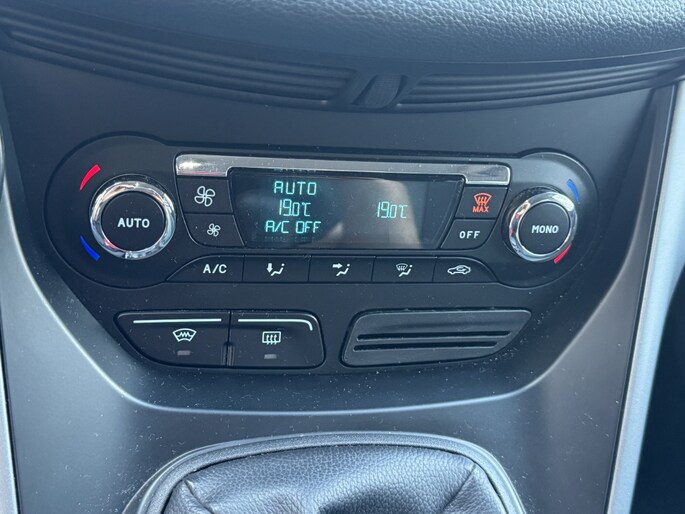 AUTO
AUTO
19.0℃ 19.0℃
A/C OFF
MAX
OFF
MONO
A/C